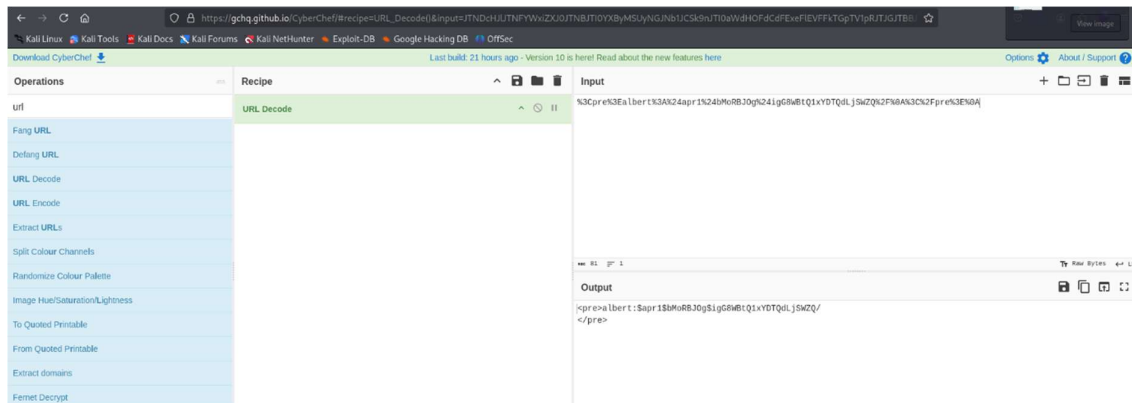 https://gchq.github.io/CyberChef/#recipe=URL_Decode()&input=
View image
Kali Linux Kali Tools Kali Docs Kali Forums Kali NetHunter Exploit-DB Google Hacking DB OffSec
Download CyberChef Last build: 21 hours ago - Version 10 is here! Read about the new features here Options About / Support
Operations
url
Fang URL
Defang URL
URL Decode
URL Encode
Extract URLs
Split Colour Channels
Randomize Colour Palette
Image Hue/Saturation/Lightness
To Quoted Printable
From Quoted Printable
Extract domains
Fernet Decrypt
Recipe
URL Decode
Input
%3Cpre%3Ealbert%3A%24apr1%24bMoRBJOg%24igG8WBtQ1xYDTQdLjSWZQ%2F%0A%3C%2Fpre%3E%0A
81 1 Raw Bytes
Output
<pre>albert:$apr1$bMoRBJOg$igG8WBtQ1xYDTQdLjSWZQ/
</pre>